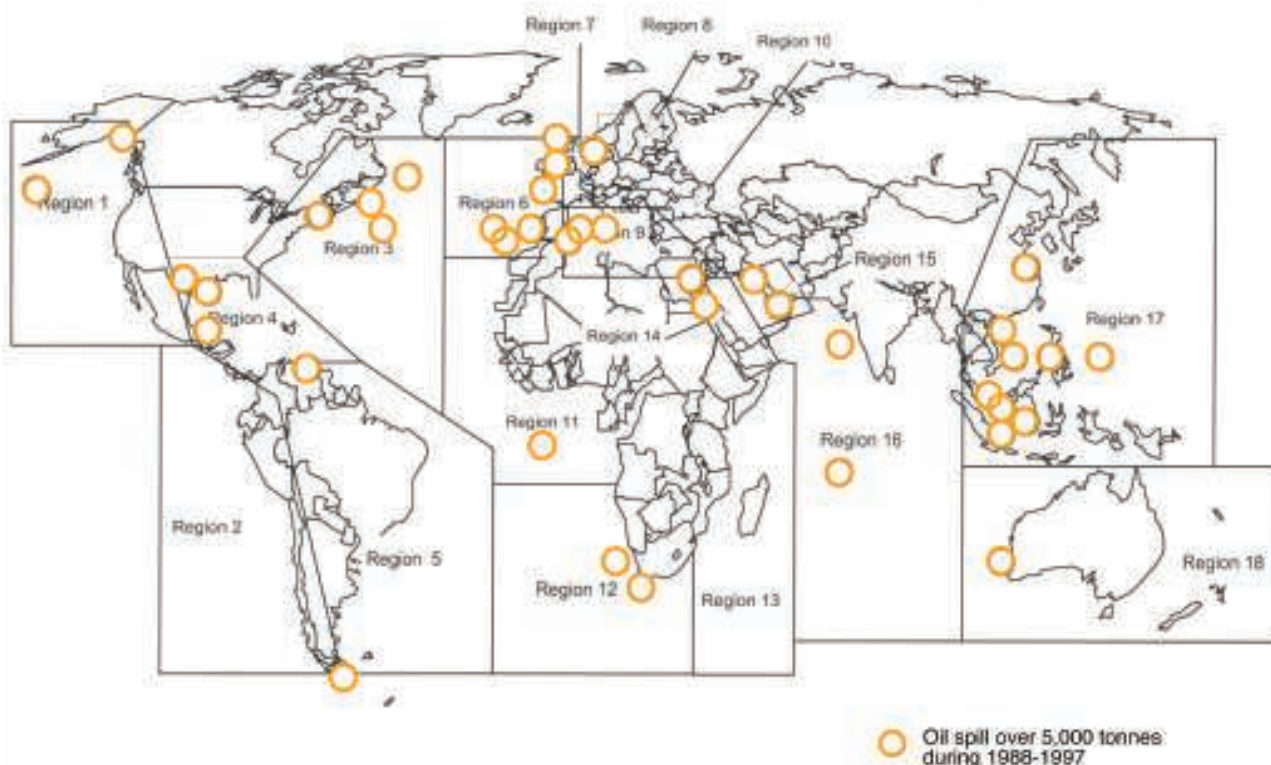 Region 7
Region 8
Region 10
Region 1
Region 6
Region 3
n 9
Region 15
Region 4
Region 14
Region 17
Region 11
Region 16
Region 2
Region 5
Region 12
Region 13
Region 18
Oil spill over 5,000 tonnes
during 1988-1997